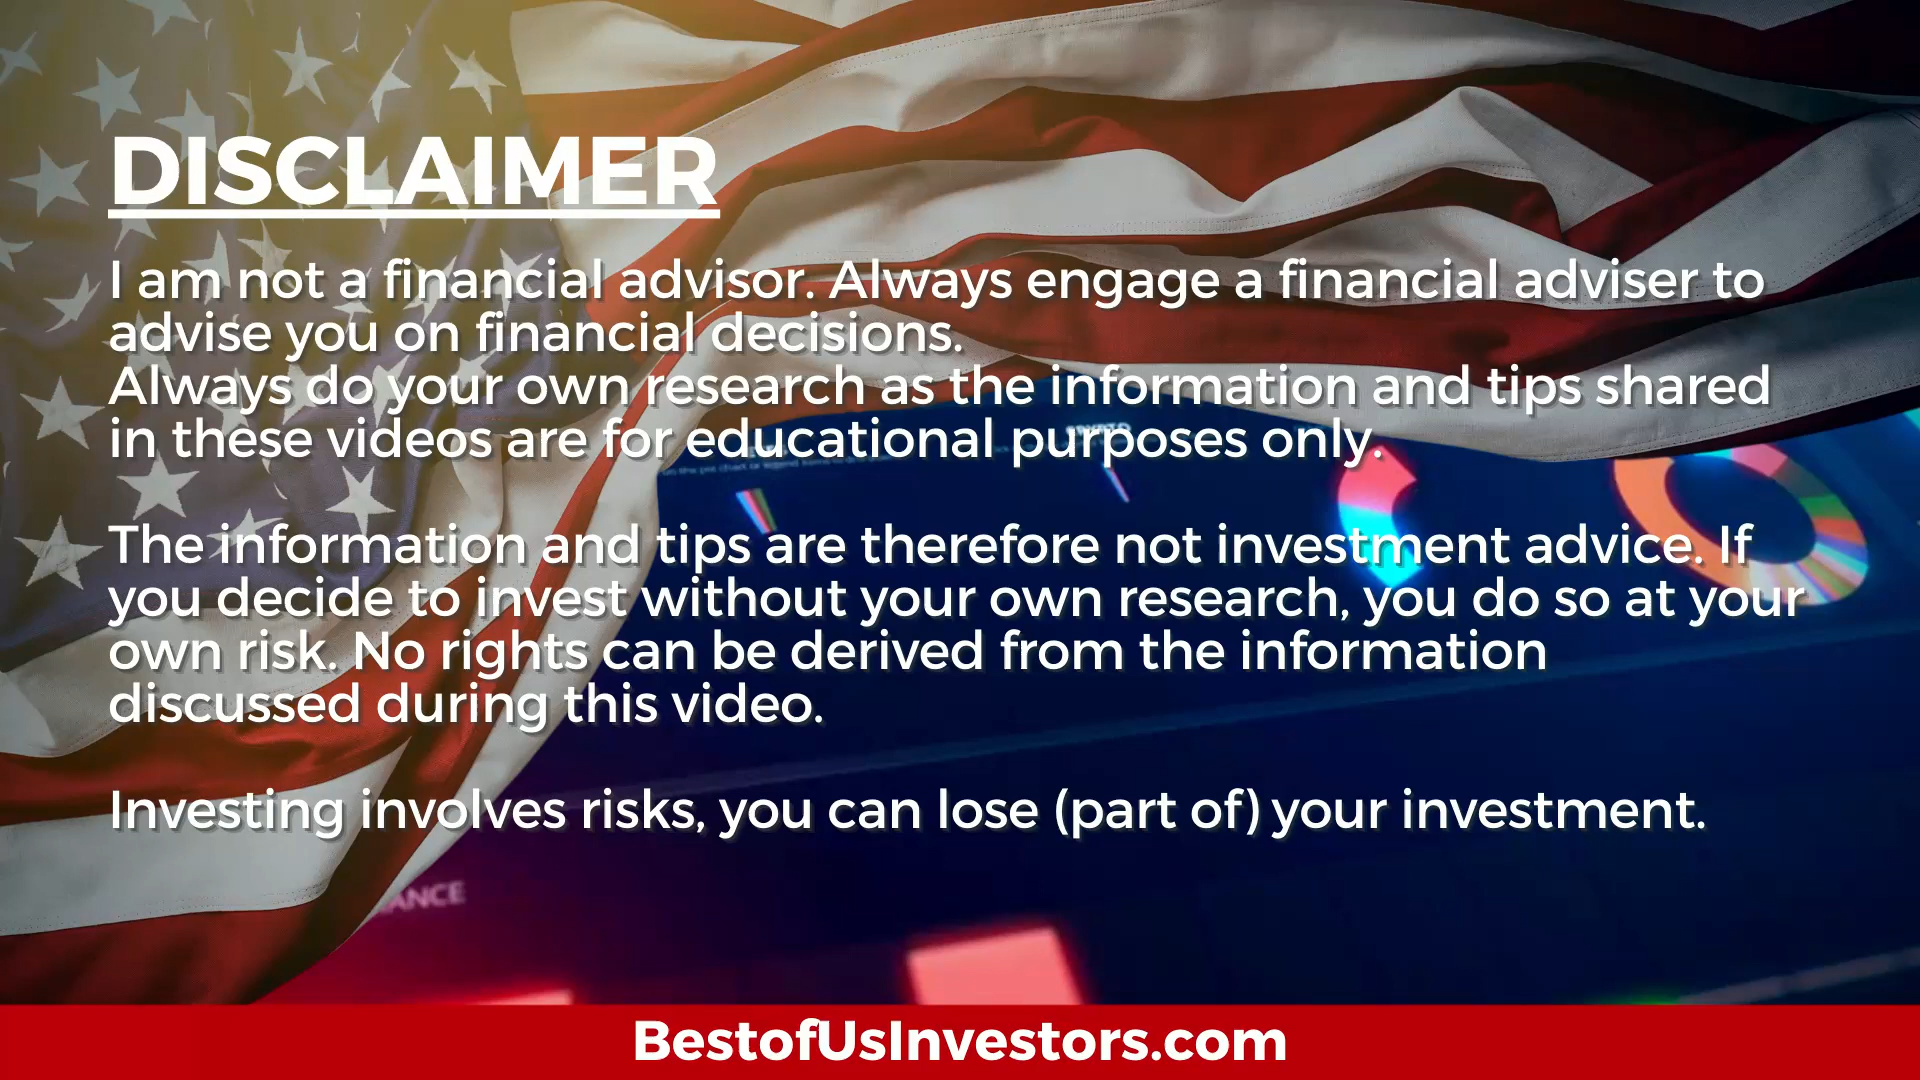 DISCLAIMER
I am not a financial advisor. Always engage a financial adviser to
advise you on financial decisions.
Always do your own research as the information and tips shared
in these videos are for educational purposes only.
The information and tips are therefore not investment advice. If
you decide to invest without your own research, you do so at your
own risk. No rights can be derived from the information
discussed during this video.
Investing involves risks, you can lose (part of) your investment.
ANCE
BestofUsInvestors.com